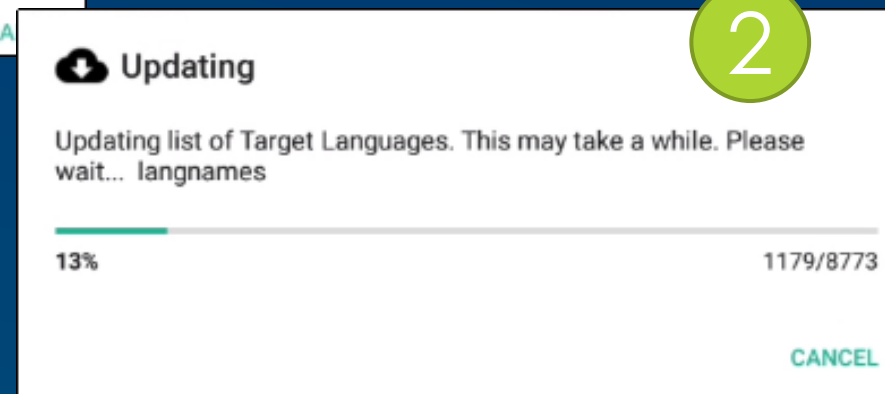 A
2
Updating
Updating list of Target Languages. This may take a while. Please
wait... langnames
13%
1179/8773
CANCEL